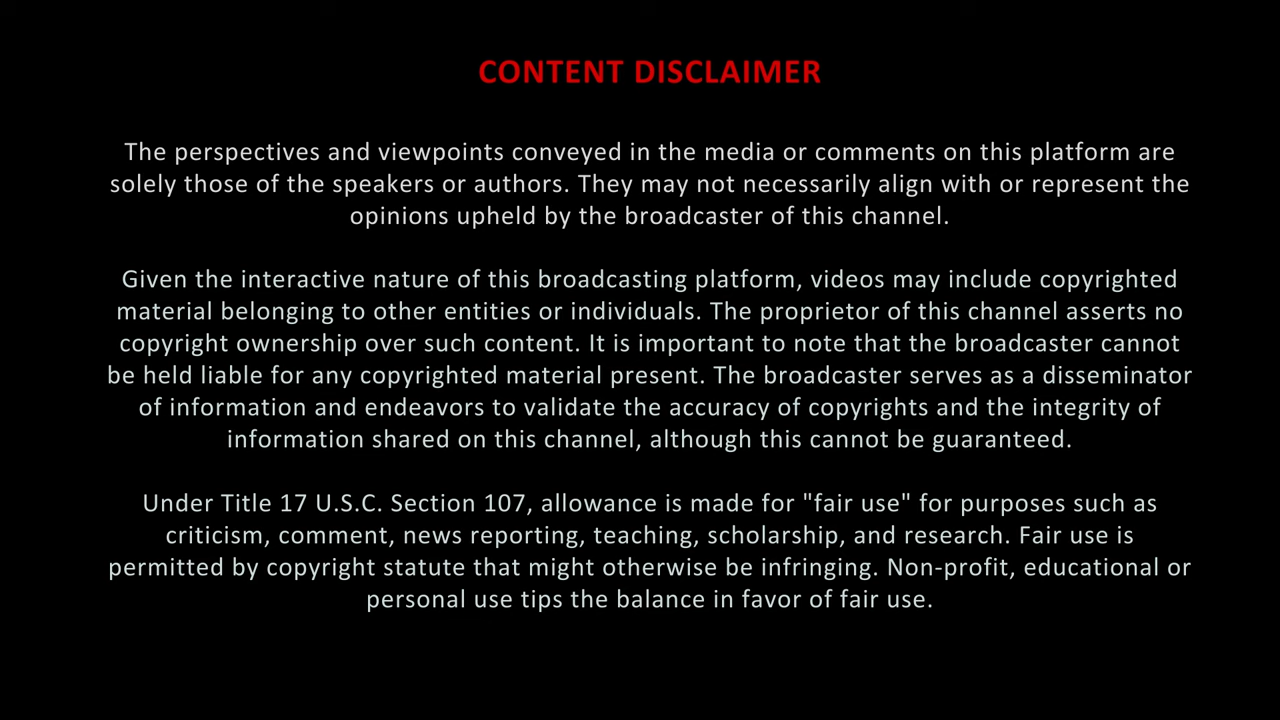 CONTENT DISCLAIMER
The perspectives and viewpoints conveyed in the media or comments on this platform are
solely those of the speakers or authors. They may not necessarily align with or represent the
opinions upheld by the broadcaster of this channel.
Given the interactive nature of this broadcasting platform, videos may include copyrighted
material belonging to other entities or individuals. The proprietor of this channel asserts no
copyright ownership over such content. It is important to note that the broadcaster cannot
be held liable for any copyrighted material present. The broadcaster serves as a disseminator
of information and endeavors to validate the accuracy of copyrights and the integrity of
information shared on this channel, although this cannot be guaranteed.
Under Title 17 U.S.C. Section 107, allowance is made for "fair use" for purposes such as
criticism, comment, news reporting, teaching, scholarship, and research. Fair use is
permitted by copyright statute that might otherwise be infringing. Non-profit, educational or
personal use tips the balance in favor of fair use.